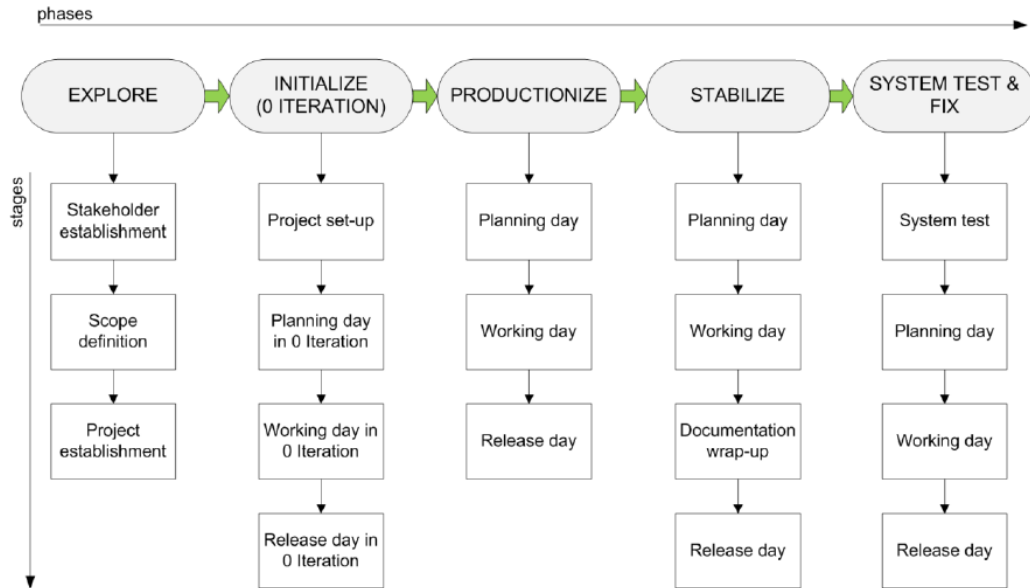 phases
EXPLORE
INITIALIZE
(0 ITERATION)
PRODUCTIONIZE
STABILIZE
SYSTEM TEST &
FIX
stages
Stakeholder
establishment
Scope
definition
Project
establishment
Project set-up
Planning day
in 0 Iteration
Working day in
0 Iteration
Release day in
0 Iteration
Planning day
Working day
Release day
Planning day
Working day
Documentation
wrap-up
Release day
System test
Planning day
Working day
Release day